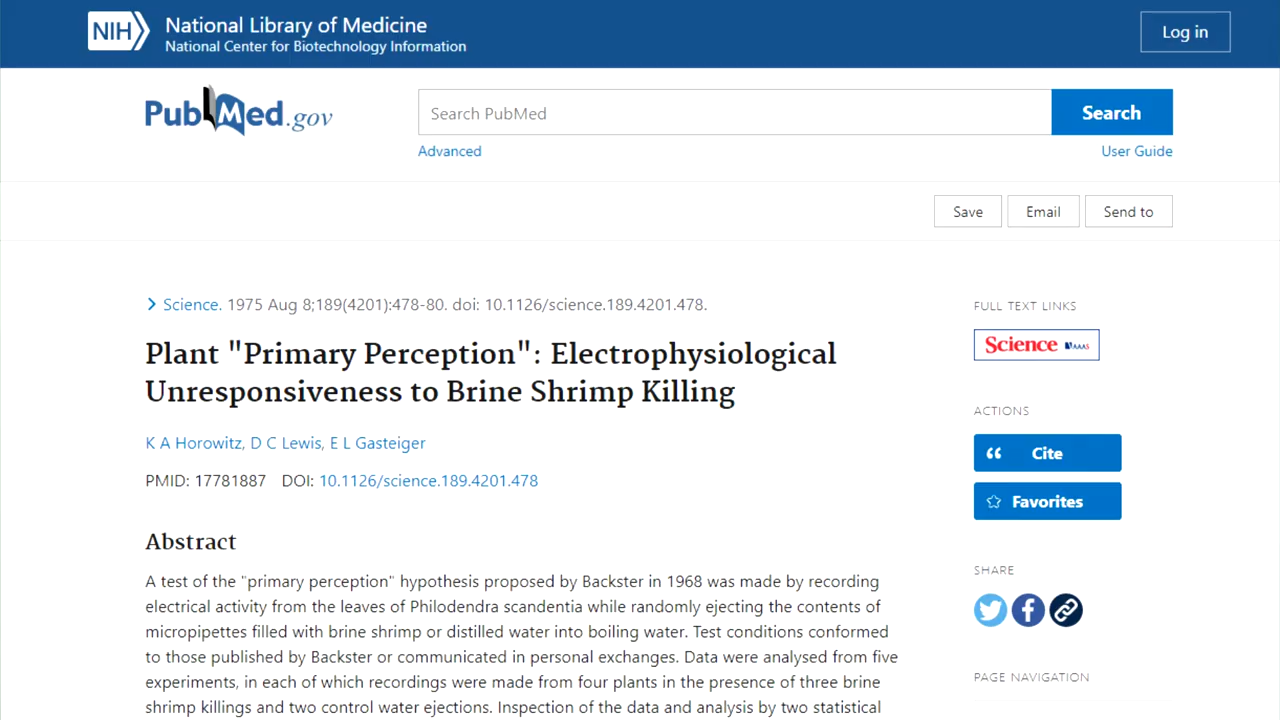 NIH
National Library of Medicine
National Center for Biotechnology Information
Log in
PubMed.gov
Search PubMed
Search
Advanced
User Guide
Save
Email
Send to
Science. 1975 Aug 8;189(4201):478-80. doi: 10.1126/science.189.4201.478.
Plant "Primary Perception": Electrophysiological
Unresponsiveness to Brine Shrimp Killing
K A Horowitz, D C Lewis, E L Gasteiger
PMID: 17781887 DOI: 10.1126/science.189.4201.478
Abstract
A test of the "primary perception" hypothesis proposed by Backster in 1968 was made by recording
electrical activity from the leaves of Philodendra scandentia while randomly ejecting the contents of
micropipettes filled with brine shrimp or distilled water into boiling water. Test conditions conformed
to those published by Backster or communicated in personal exchanges. Data were analysed from five
experiments, in each of which recordings were made from four plants in the presence of three brine
shrimp killings and two control water ejections. Inspection of the data and analysis by two statistical
FULL TEXT LINKS
Science AAAS
ACTIONS
Cite
Favorites
SHARE
PAGE NAVIGATION